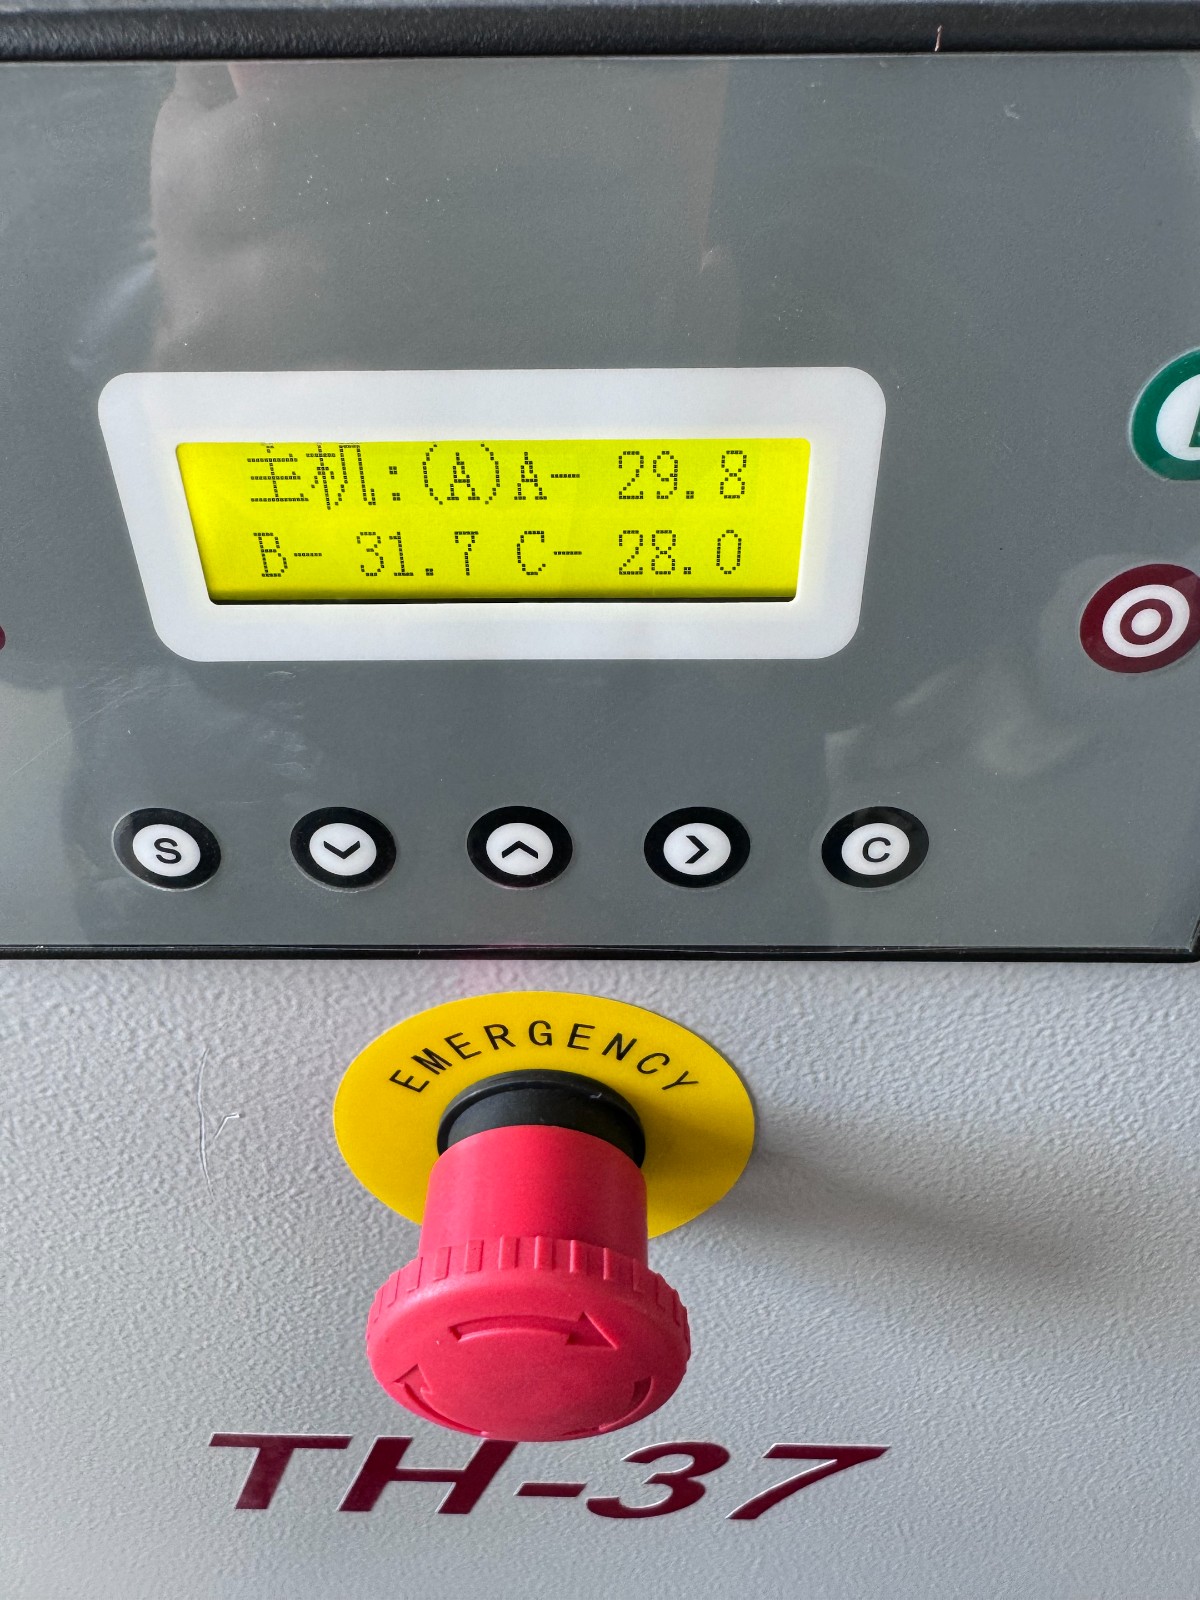 主机:(A)A- 29.8
B- 31.7 C- 28.0
S
C
EMERGENCY
TH-37